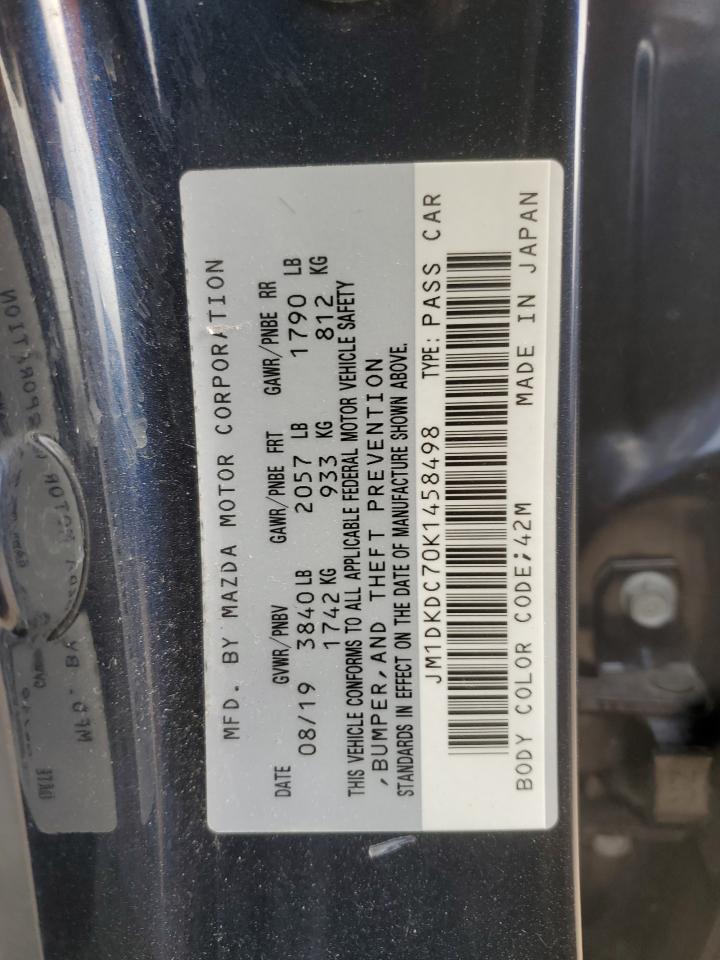 MFD. BY MAZDA MOTOR CORPORATION
DATE GVWR/PNBV GAWR/PNBE FRT GAWR/PNBE RR
08/19 3840 LB 2057 LB 1790 LB
1742 KG 933 KG 812 KG
THIS VEHICLE CONFORMS TO ALL APPLICABLE FEDERAL MOTOR VEHICLE SAFETY
,BUMPER,AND THEFT PREVENTION
STANDARDS IN EFFECT ON THE DATE OF MANUFACTURE SHOWN ABOVE.
JM1DKDC70K1458498 TYPE: PASS CAR
BODY COLOR CODE;42M MADE IN JAPAN